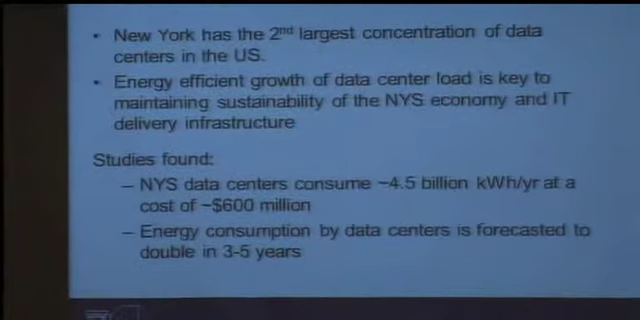 • New York has the 2nd largest concentration of data
centers in the US.
• Energy efficient growth of data center load is key to
maintaining sustainability of the NYS economy and IT
delivery infrastructure
Studies found:
– NYS data centers consume ~4.5 billion kWh/yr at a
cost of ~$600 million
– Energy consumption by data centers is forecasted to
double in 3-5 years